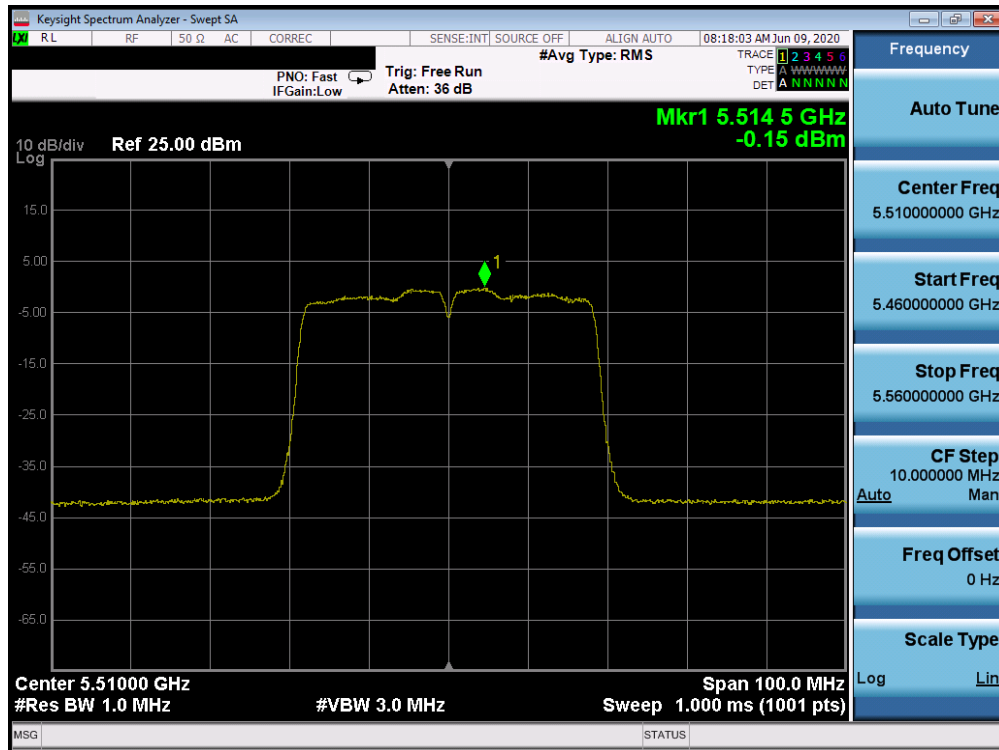 Keysight Spectrum Analyzer - Swept SA
LXI RL RF 50 Ω AC CORREC SENSE:INT SOURCE OFF ALIGN AUTO 08:18:03 AM Jun 09, 2020
#Avg Type: RMS
TRACE 1 2 3 4 5 6
TYPE A WWWWW
DET A N N N N N
PNO: Fast
IFGain:Low
Trig: Free Run
Atten: 36 dB
Mkr1 5.514 5 GHz
-0.15 dBm
10 dB/div
Log
Ref 25.00 dBm
15.0
5.00
-5.00
-15.0
-25.0
-35.0
-45.0
-55.0
-65.0
1
Center 5.51000 GHz
#Res BW 1.0 MHz
#VBW 3.0 MHz
Span 100.0 MHz
Sweep 1.000 ms (1001 pts)
MSG
STATUS
Frequency
Auto Tune
Center Freq
5.510000000 GHz
Start Freq
5.460000000 GHz
Stop Freq
5.560000000 GHz
CF Step
10.000000 MHz
Auto Man
Freq Offset
0 Hz
Scale Type
Log Lin